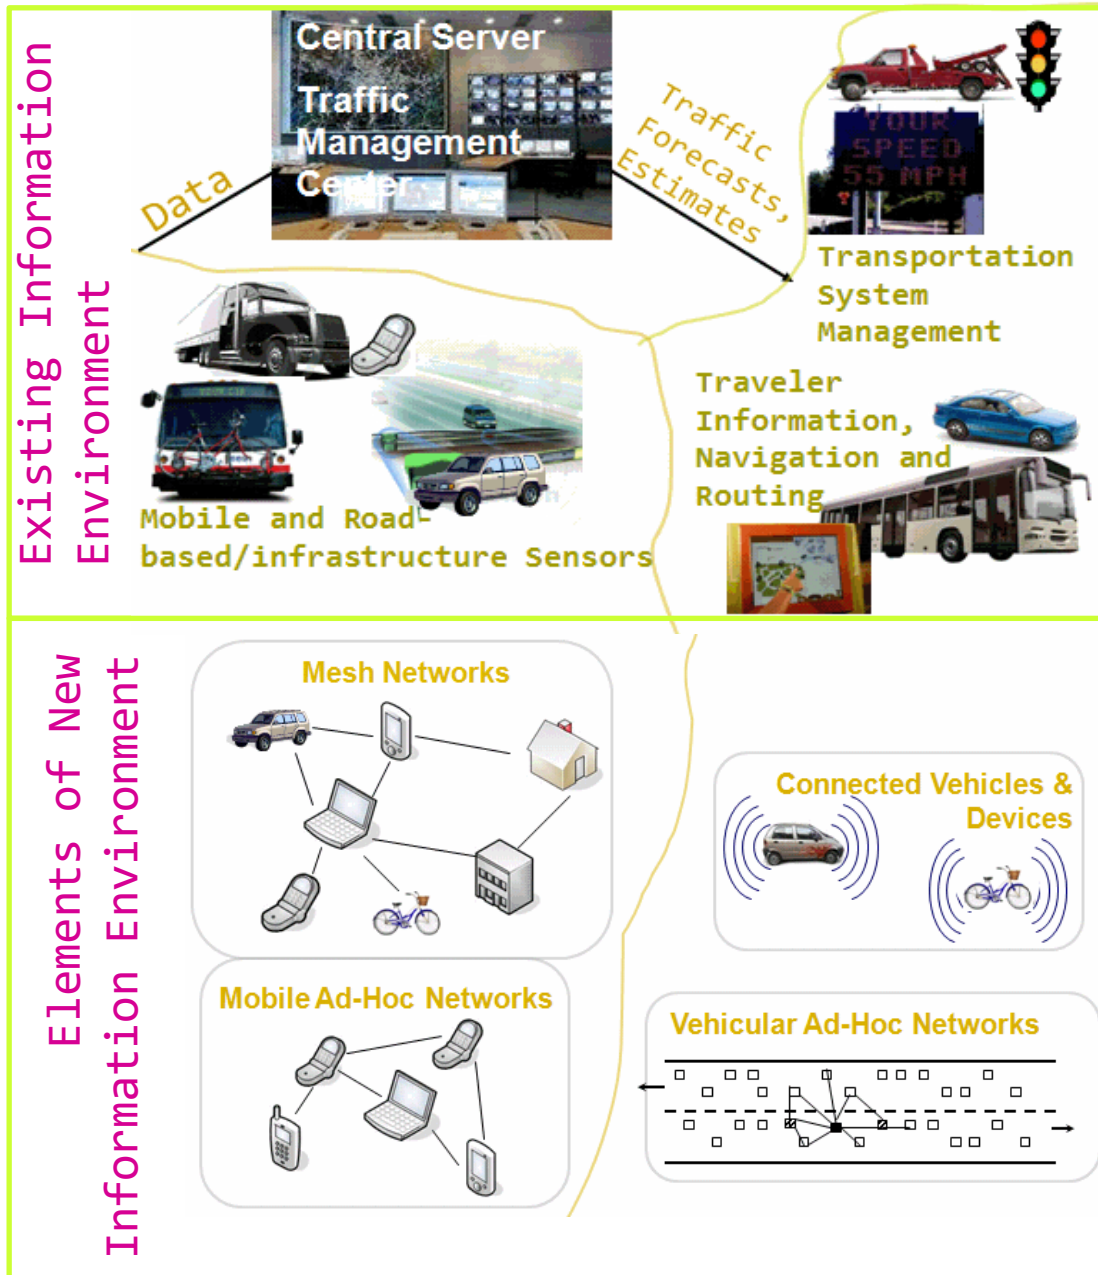 Existing Information
Environment
Central Server
Traffic
Management
Center
Data
Traffic
Forecasts,
Estimates
YOUR
SPEED
55 MPH
Transportation
System
Management
Mobile and Road-
based/infrastructure Sensors
Traveler
Information,
Navigation and
Routing
Elements of New
Information Environment
Mesh Networks
Connected Vehicles &
Devices
Mobile Ad-Hoc Networks
Vehicular Ad-Hoc Networks